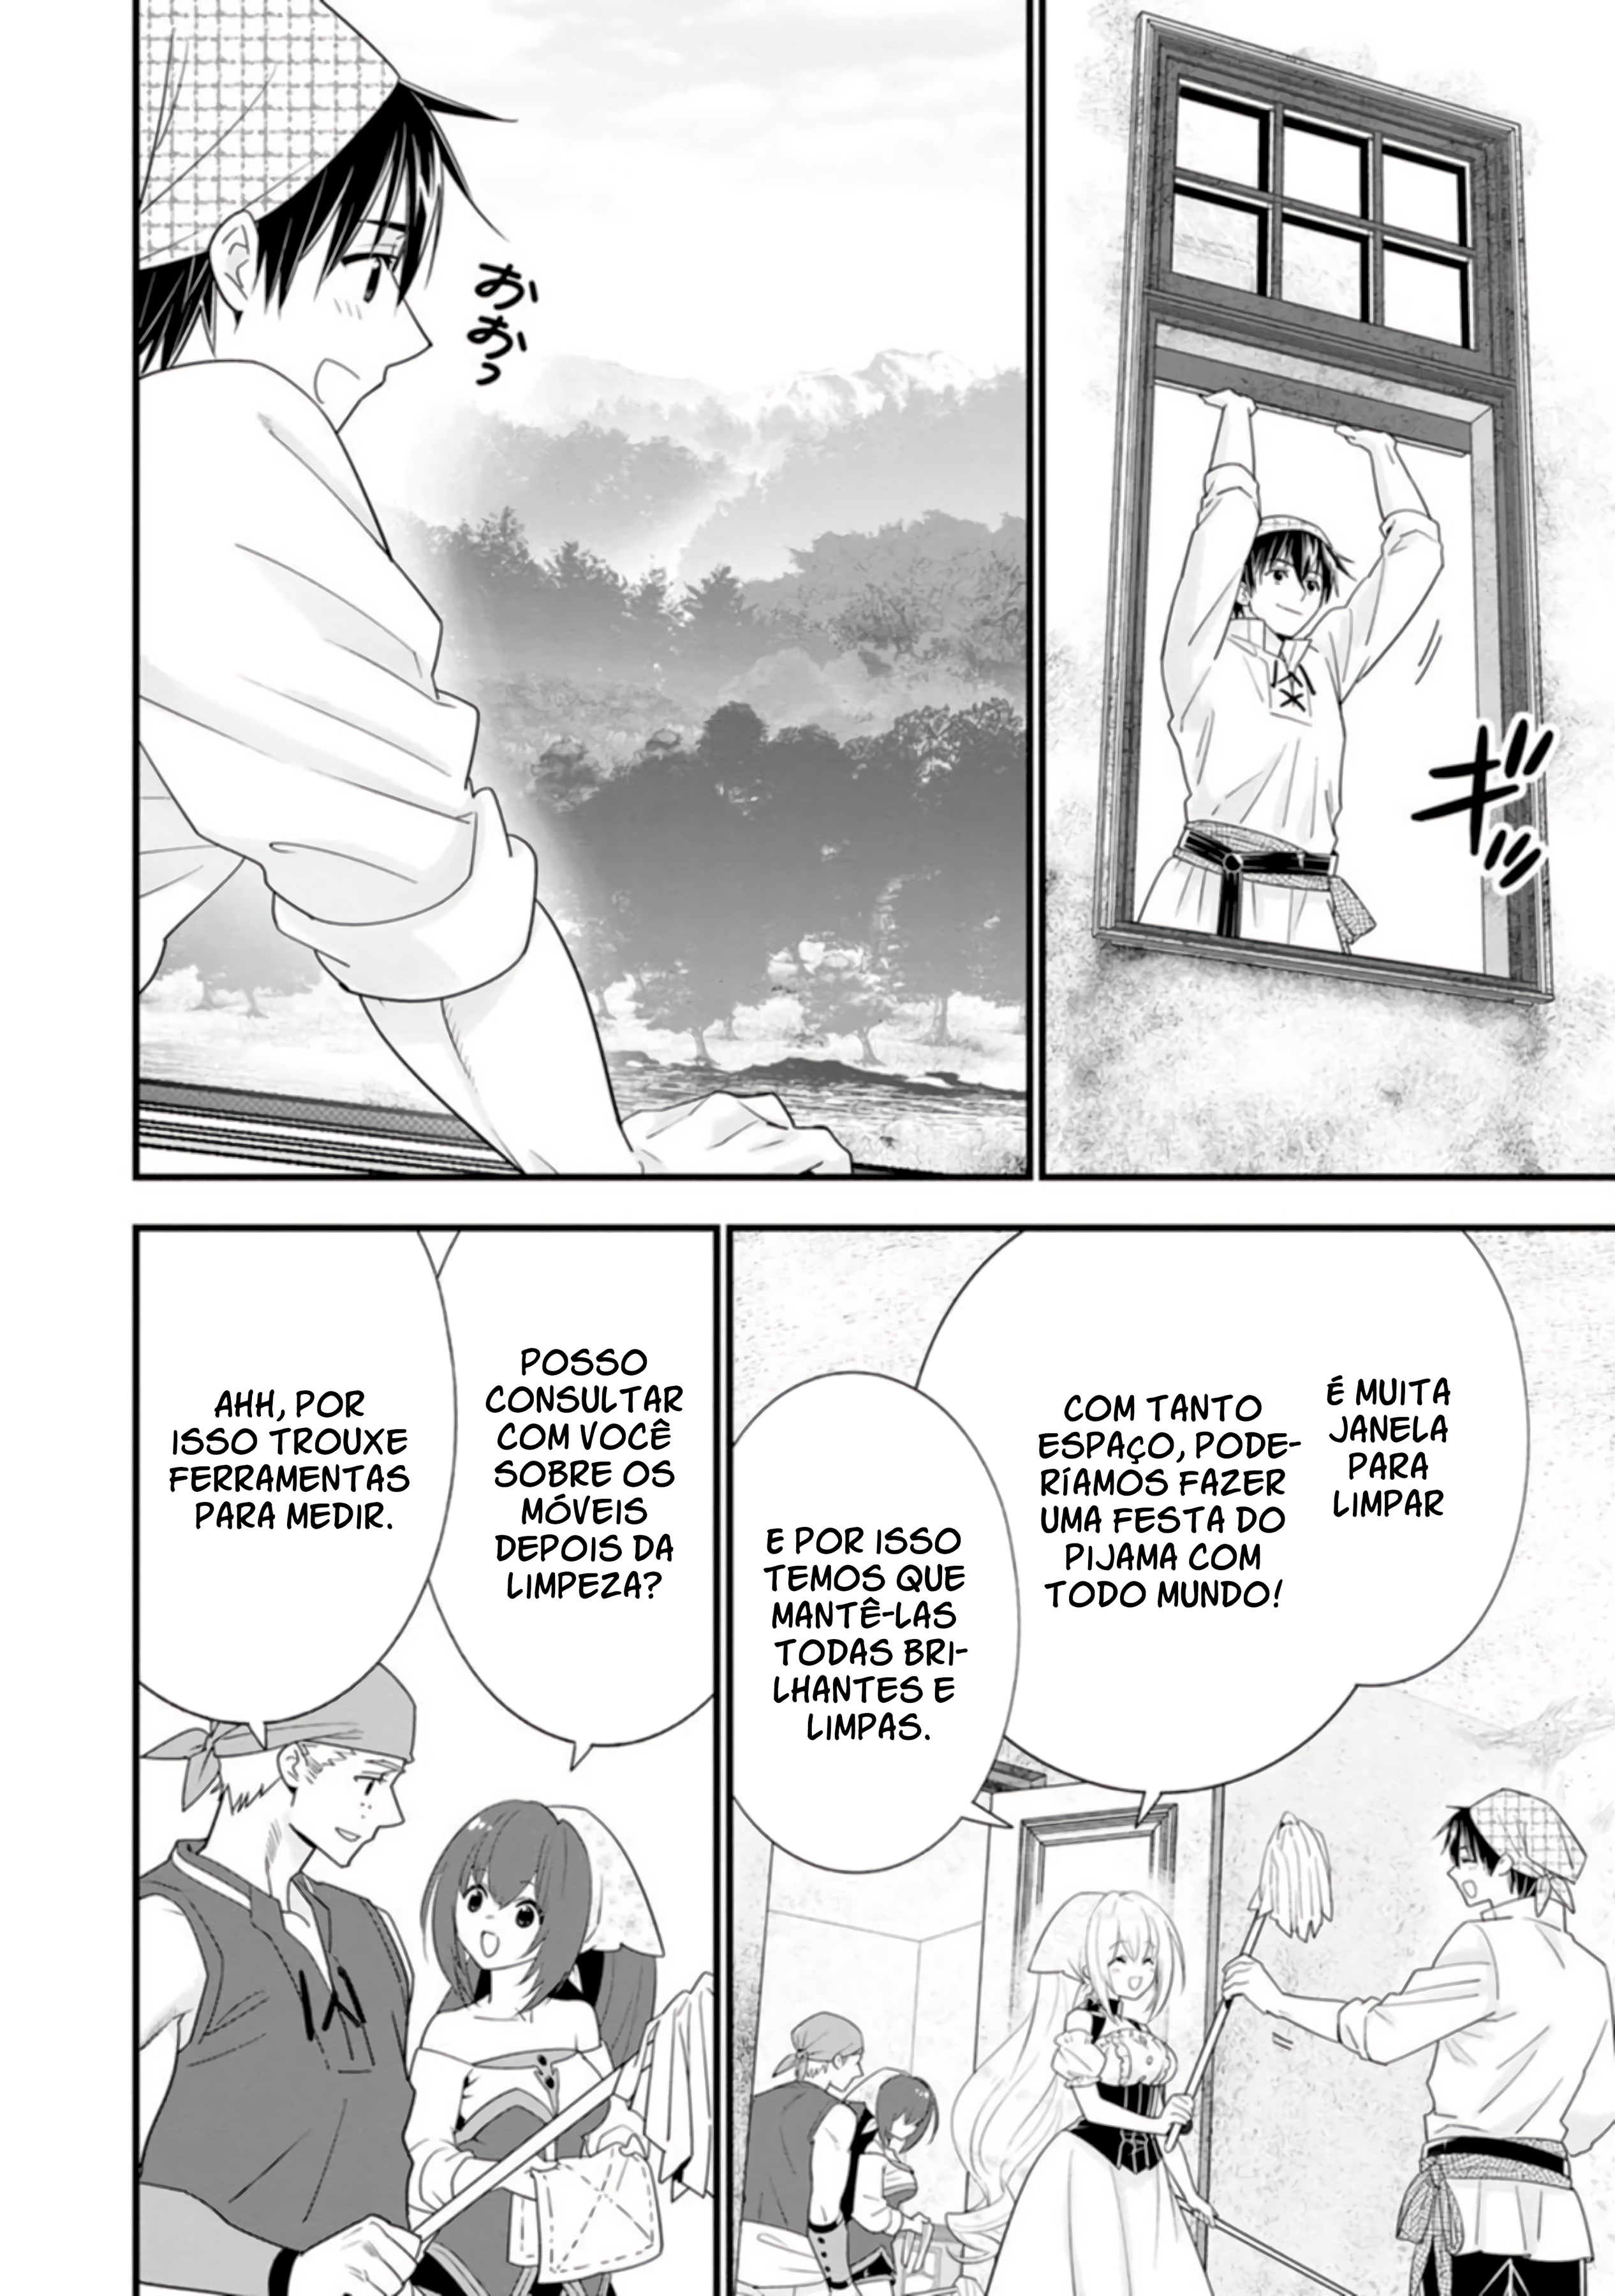 ギッ
おおぅ
É MUITA
JANELA
PARA
LIMPAR
COM TANTO
ESPAÇO, PODE-
RÍAMOS FAZER
UMA FESTA DO
PIJAMA COM
TODO MUNDO!
E POR ISSO
TEMOS QUE
MANTÊ-LAS
TODAS BRI-
LHANTES E
LIMPAS.
POSSO
CONSULTAR
COM VOCÊ
SOBRE OS
MÓVEIS
DEPOIS DA
LIMPEZA?
AHH, POR
ISSO TROUXE
FERRAMENTAS
PARA MEDIR.